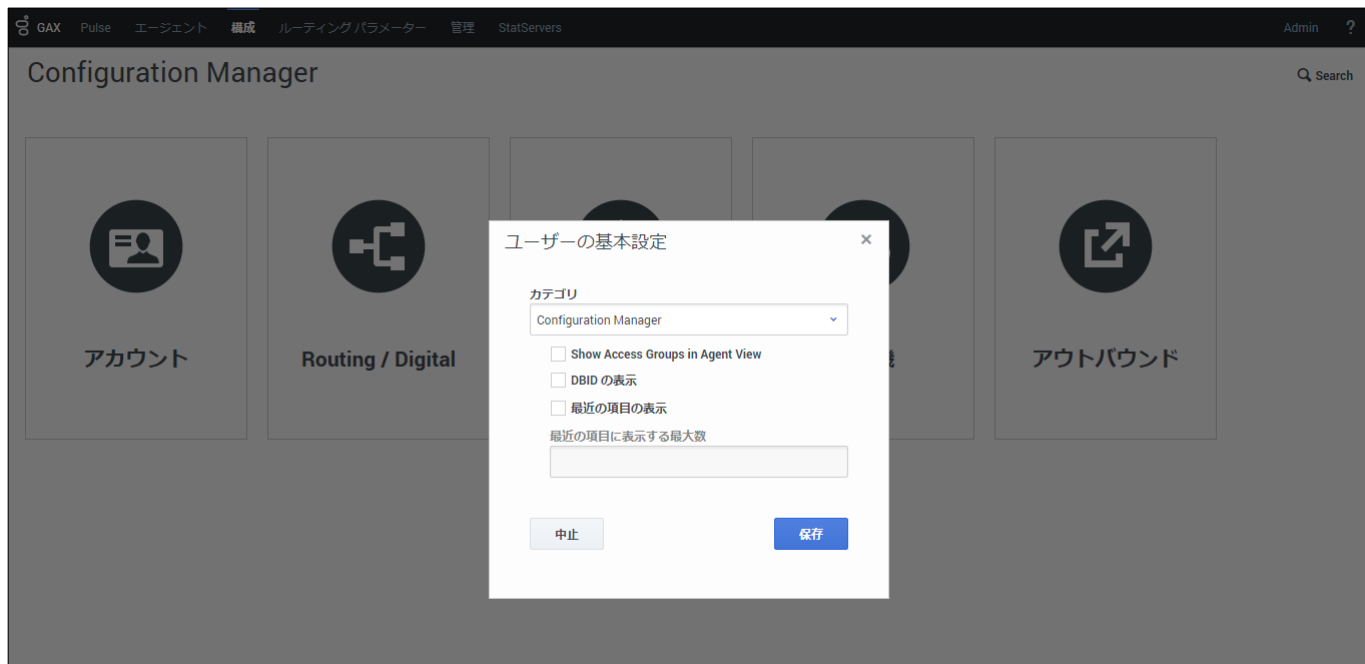 GAX Pulse エージェント 構成 ルーティング パラメーター 管理 StatServers Admin ?
Configuration Manager
Search
ユーザーの基本設定 ×
カテゴリ
Configuration Manager
Show Access Groups in Agent View
DBID の表示
最近の項目の表示
最近の項目に表示する最大数
中止 保存
アカウント Routing / Digital アウトバウンド